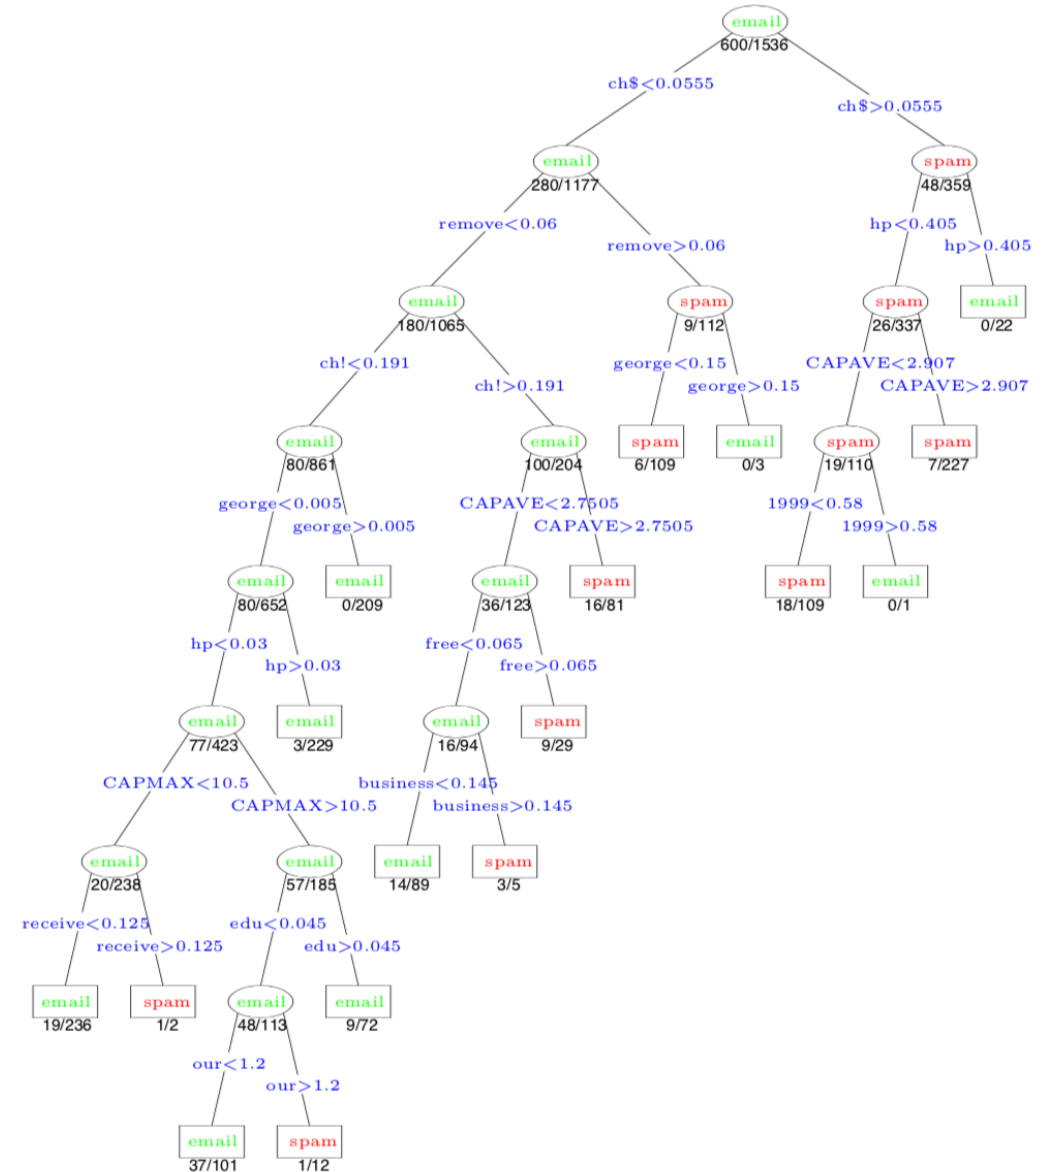 email
600/1536
ch$<0.0555
ch$>0.0555
email
280/1177
spam
48/359
remove<0.06
hp<0.405
remove>0.06
hp>0.405
email
180/1065
spam
9/112
spam
26/337
email
0/22
ch!<0.191
george<0.15
CAPAVE<2.907
ch!>0.191
george>0.15
CAPAVE>2.907
email
80/861
email
100/204
spam
6/109
email
0/3
spam
19/110
spam
7/227
george<0.005
CAPAVE<2.7505
1999<0.58
george>0.005
CAPAVE>2.7505
1999>0.58
email
80/652
email
0/209
email
36/123
spam
16/81
spam
18/109
email
0/1
hp<0.03
free<0.065
hp>0.03
free>0.065
email
77/423
email
3/229
email
16/94
spam
9/29
CAPMAX<10.5
business<0.145
CAPMAX>10.5
business>0.145
email
20/238
email
57/185
email
14/89
spam
3/5
receive<0.125
edu<0.045
receive>0.125
edu>0.045
email
19/236
spam
1/2
email
48/113
email
9/72
our<1.2
our>1.2
email
37/101
spam
1/12